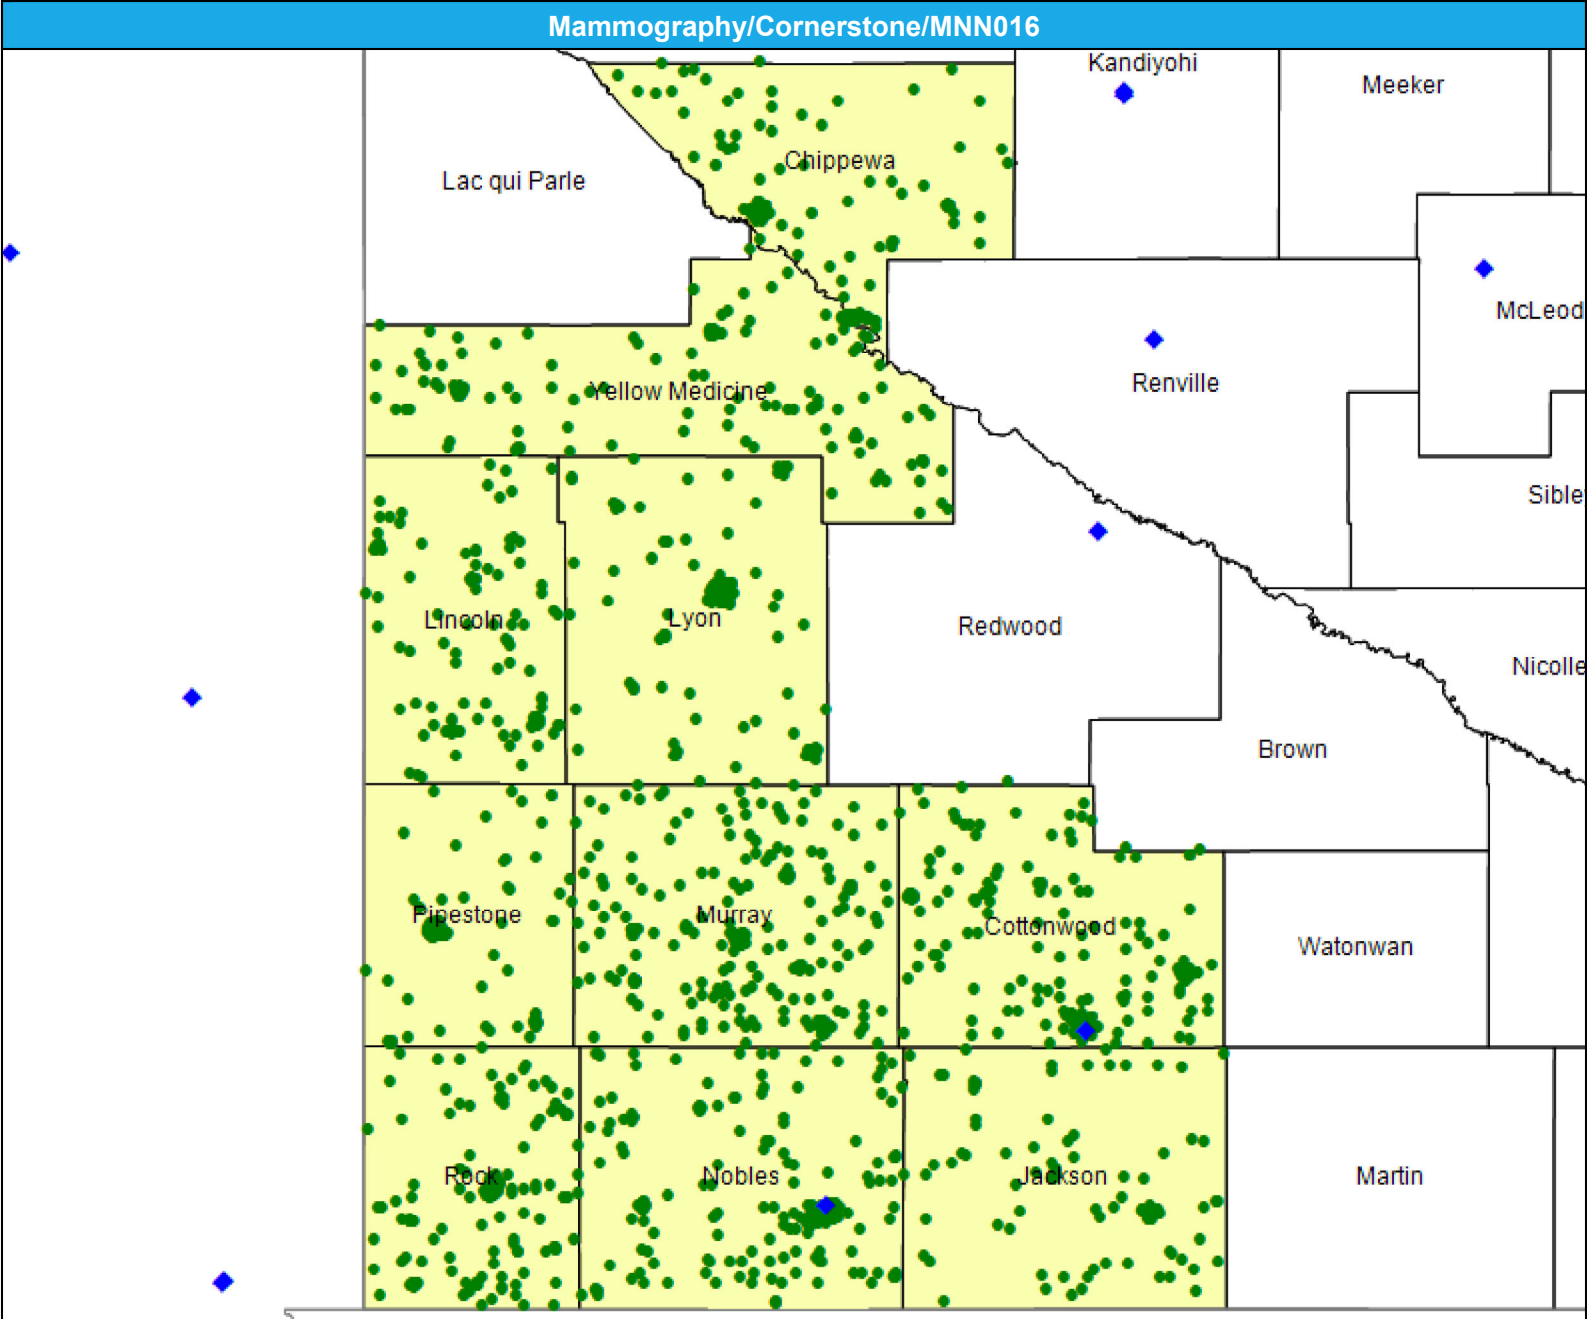 Mammography/Cornerstone/MNN016
Kandiyohi
Meeker
Chippewa
Lac qui Parle
McLeod
Renville
Yellow Medicine
Sible
Lincoln
Lyon
Redwood
Nicolle
Brown
Pipestone
Murray
Cottonwood
Watonwan
Rock
Nobles
Jackson
Martin